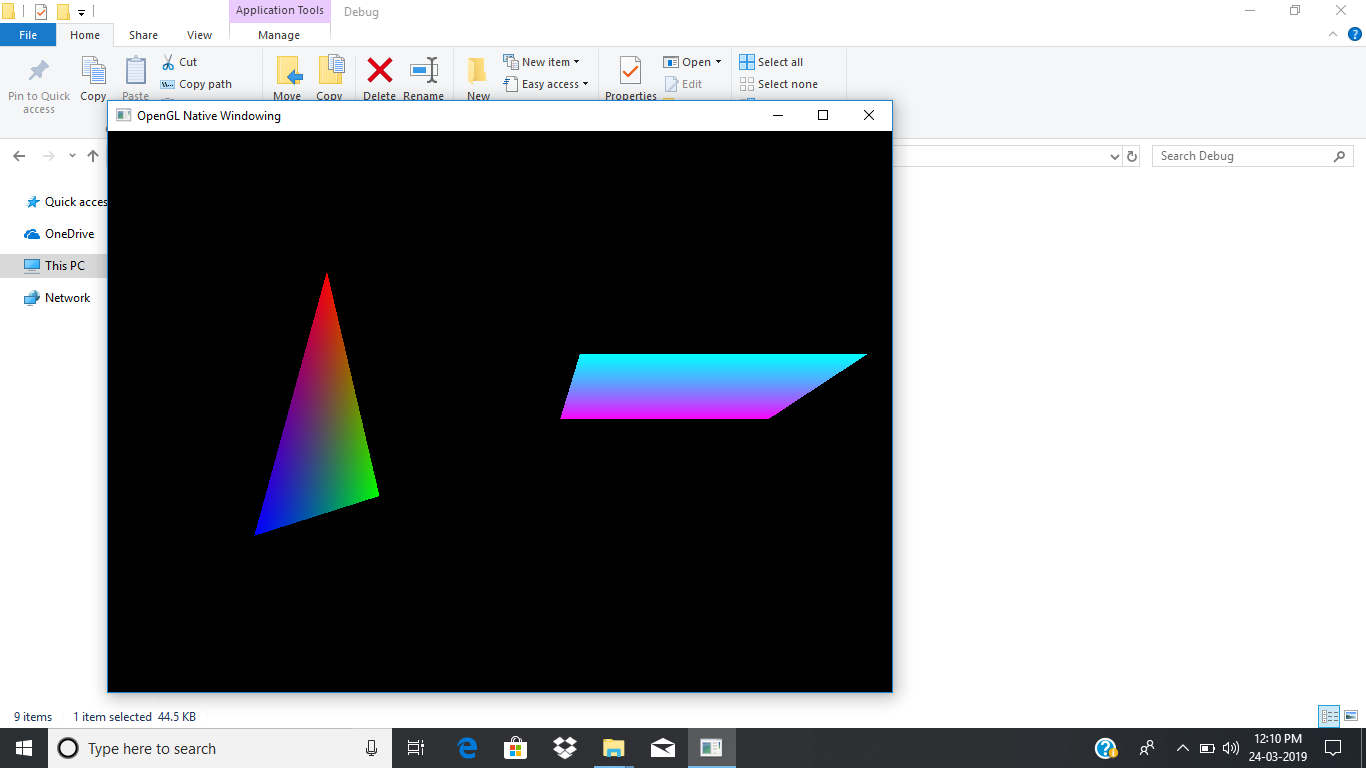 Application Tools Debug
File Home Share View Manage
Pin to Quick access
Copy
Paste
Cut
Copy path
Move
Copy
Delete
Rename
New
New item
Easy access
Properties
Open
Edit
Select all
Select none
OpenGL Native Windowing
Search Debug
Quick acces
OneDrive
This PC
Network
9 items 1 item selected 44.5 KB
Type here to search
12:10 PM
24-03-2019